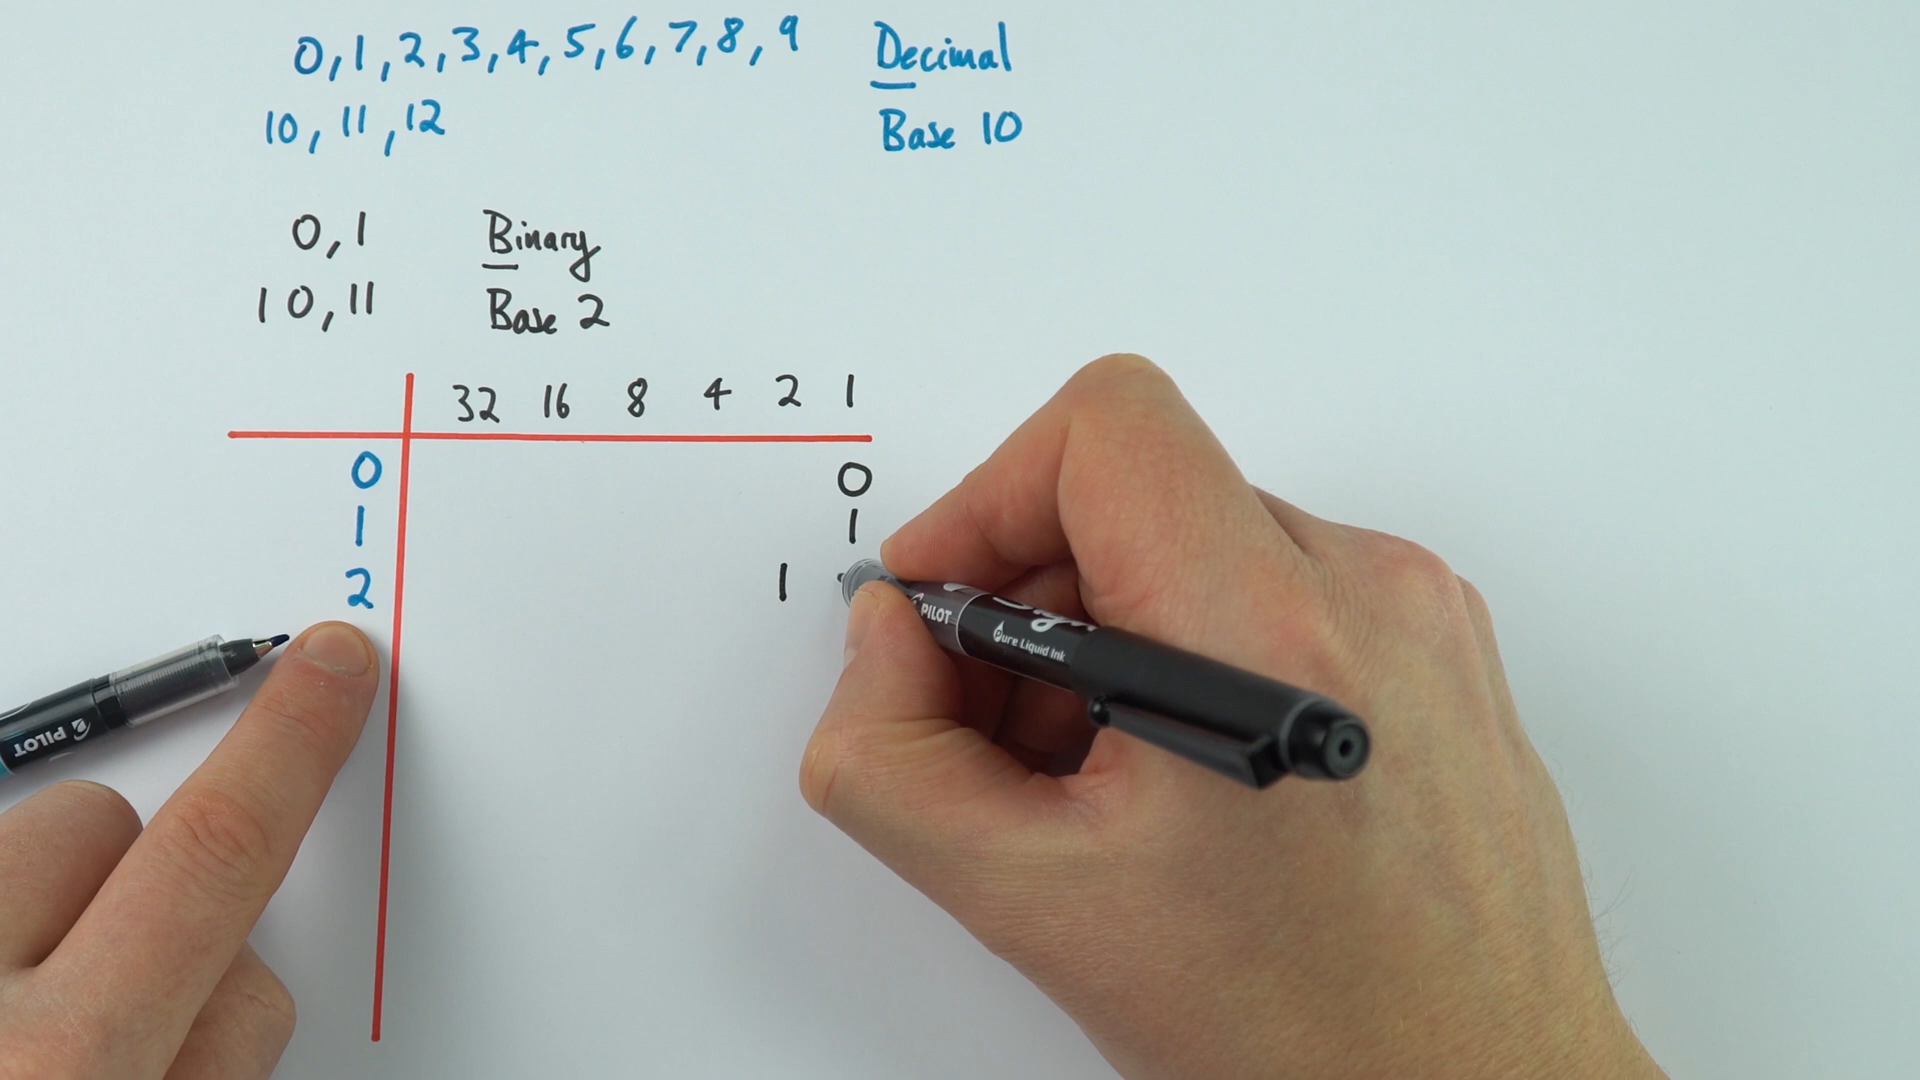 0,1,2,3,4,5,6,7,8,9 Decimal
10,11,12 Base 10
0,1 Binary
10,11 Base 2
32 16 8 4 2 1
0 0
1 1
2 1
PILOT
PILOT
Pure Liquid Ink